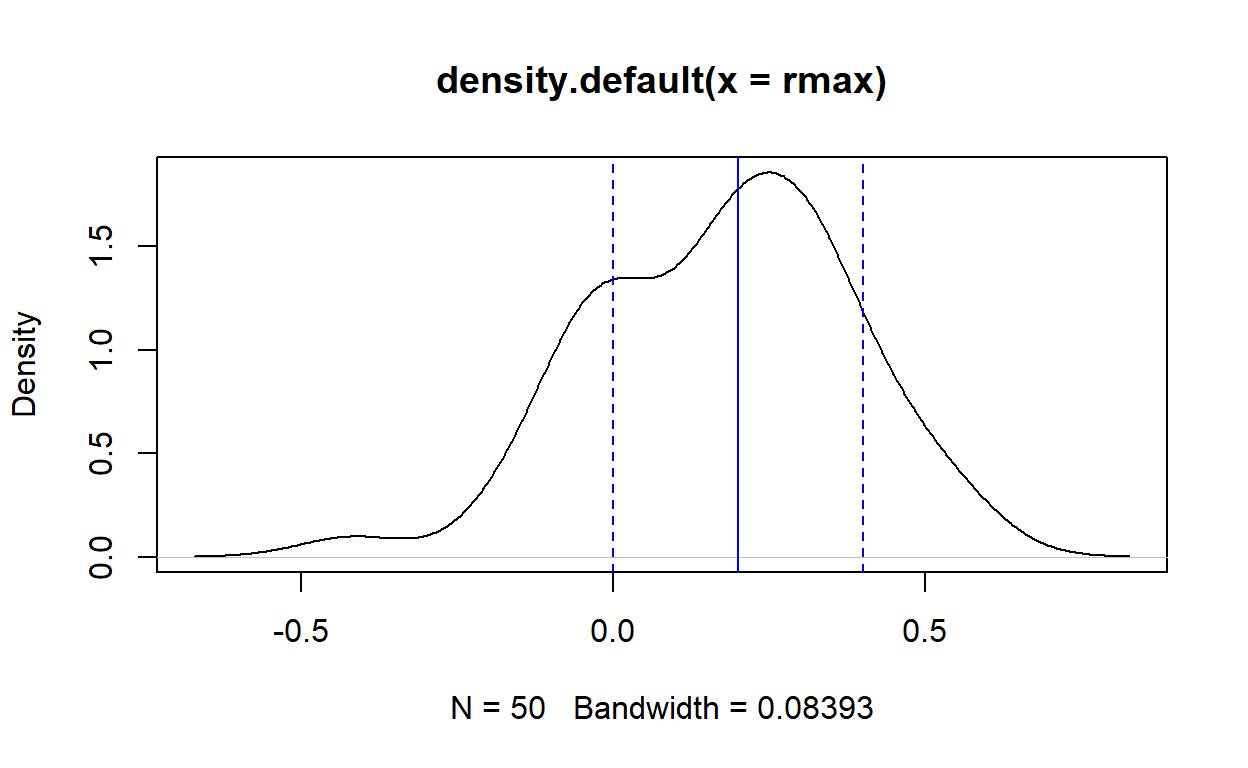 density.default(x = rmax)
Density
1.5
1.0
0.5
0.0
-0.5 0.0 0.5
N = 50 Bandwidth = 0.08393